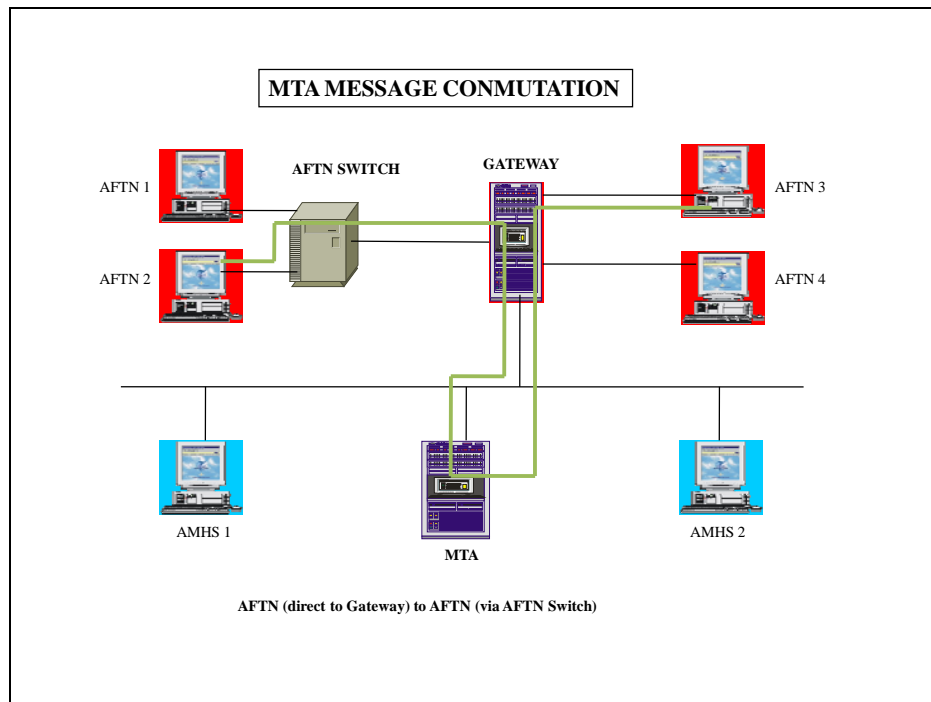 MTA MESSAGE CONMUTATION
AFTN 1
AFTN SWITCH
GATEWAY
AFTN 3
AFTN 2
AFTN 4
AMHS 1
MTA
AMHS 2
AFTN (direct to Gateway) to AFTN (via AFTN Switch)